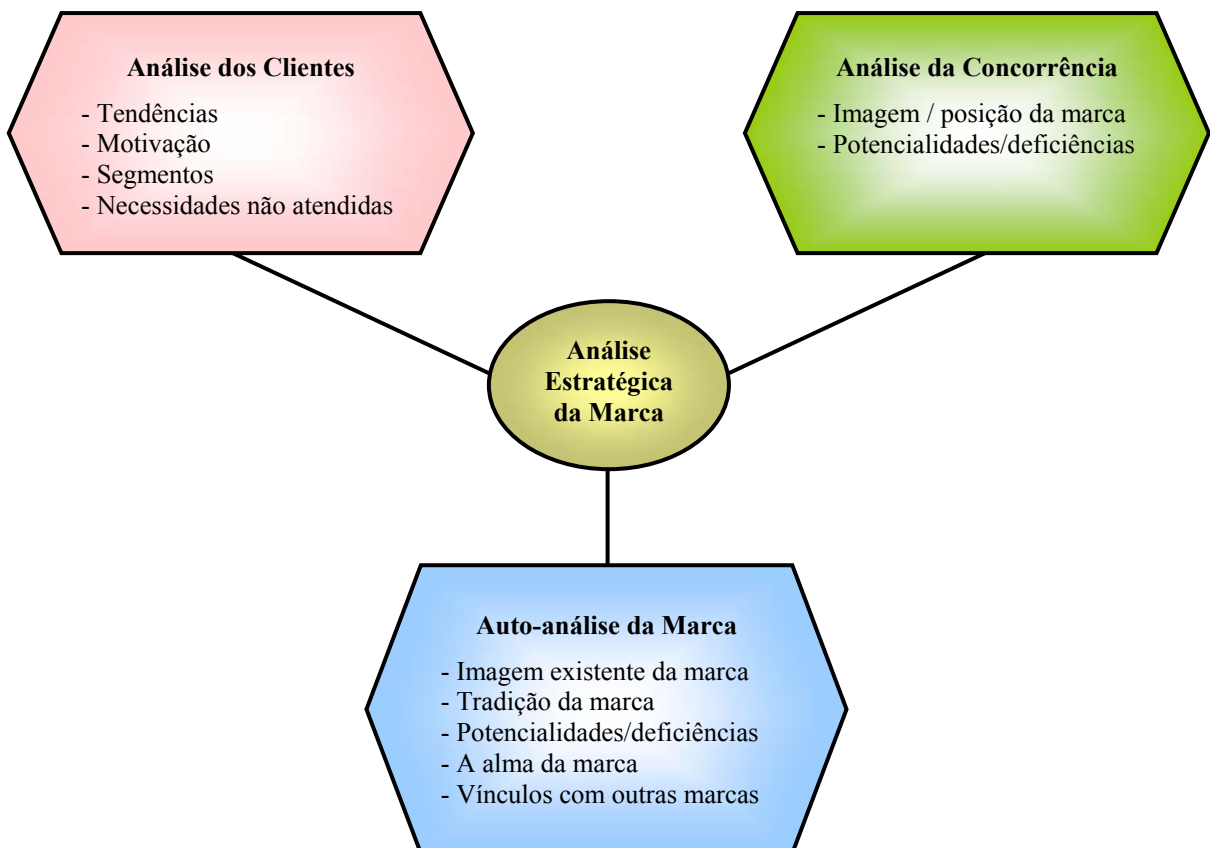 Análise dos Clientes
- Tendências
- Motivação
- Segmentos
- Necessidades não atendidas
Análise da Concorrência
- Imagem / posição da marca
- Potencialidades/deficiências
Análise
Estratégica
da Marca
Auto-análise da Marca
- Imagem existente da marca
- Tradição da marca
- Potencialidades/deficiências
- A alma da marca
- Vínculos com outras marcas